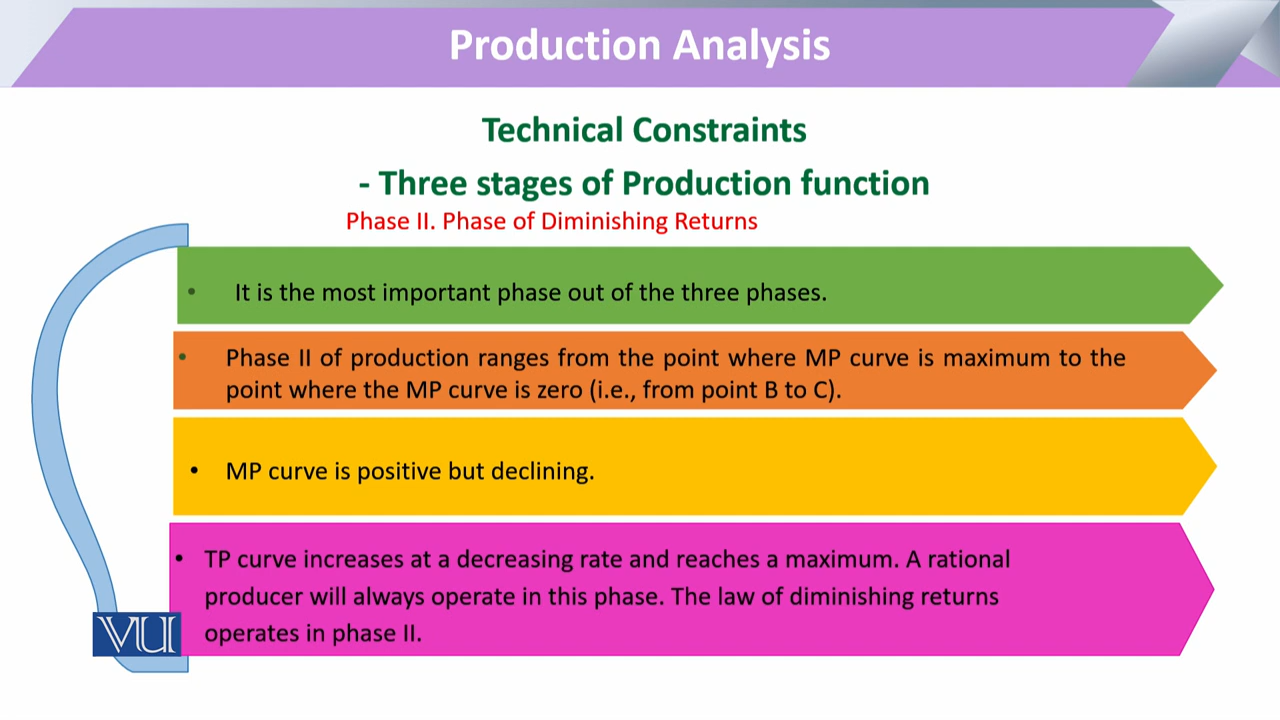 Production Analysis
Technical Constraints
- Three stages of Production function
Phase II. Phase of Diminishing Returns
• It is the most important phase out of the three phases.
• Phase II of production ranges from the point where MP curve is maximum to the
point where the MP curve is zero (i.e., from point B to C).
• MP curve is positive but declining.
• TP curve increases at a decreasing rate and reaches a maximum. A rational
producer will always operate in this phase. The law of diminishing returns
operates in phase II.
VU